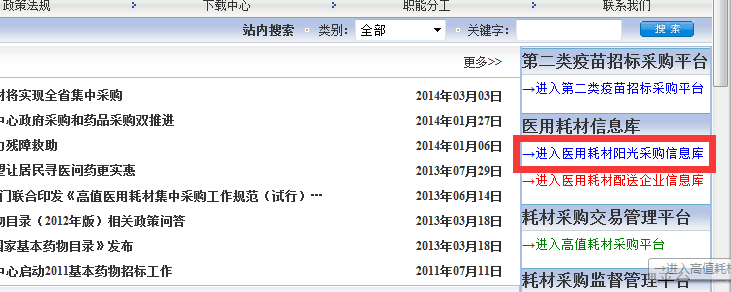 政策法规 下载中心 职能分工 联系我们
站内搜索 类别： 全部 关键字： 搜 索
更多>>
材将实现全省集中采购 2014年03月03日
中心政府采购和药品采购双推进 2014年01月27日
力残障救助 2014年01月06日
望让居民寻医问药更实惠 2013年07月29日
门联合印发《高值医用耗材集中采购工作规范（试行）… 2013年06月14日
物目录（2012年版）相关政策问答 2013年03月18日
国家基本药物目录》发布 2013年03月18日
中心启动2011基本药物招标工作 2011年07月11日
第二类疫苗招标采购平台
→进入第二类疫苗招标采购平台
医用耗材信息库
→进入医用耗材阳光采购信息库
→进入医用耗材配送企业信息库
耗材采购交易管理平台
→进入高值耗材采购平台
→进入高值耗材
耗材采购监督管理平台